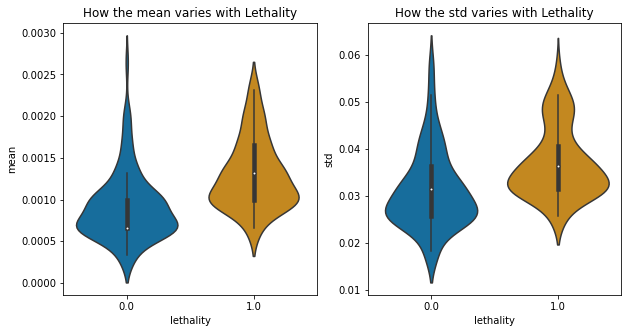 How the mean varies with Lethality
mean
0.0030
0.0025
0.0020
0.0015
0.0010
0.0005
0.0000
0.0
1.0
lethality
How the std varies with Lethality
std
0.06
0.05
0.04
0.03
0.02
0.01
0.0
1.0
lethality